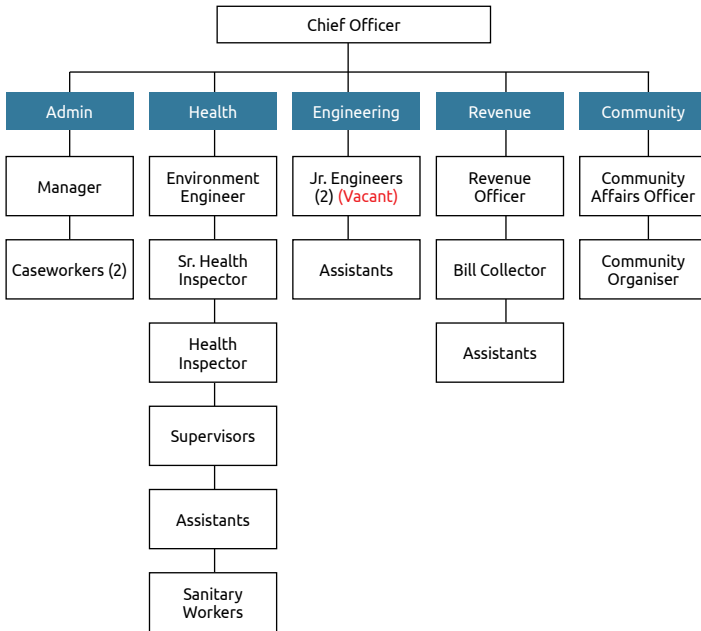 Chief Officer
Admin
Health
Engineering
Revenue
Community
Manager
Environment
Engineer
Jr. Engineers
(2) (Vacant)
Revenue
Officer
Community
Affairs Officer
Caseworkers (2)
Sr. Health
Inspector
Assistants
Bill Collector
Community
Organiser
Health
Inspector
Assistants
Supervisors
Assistants
Sanitary
Workers